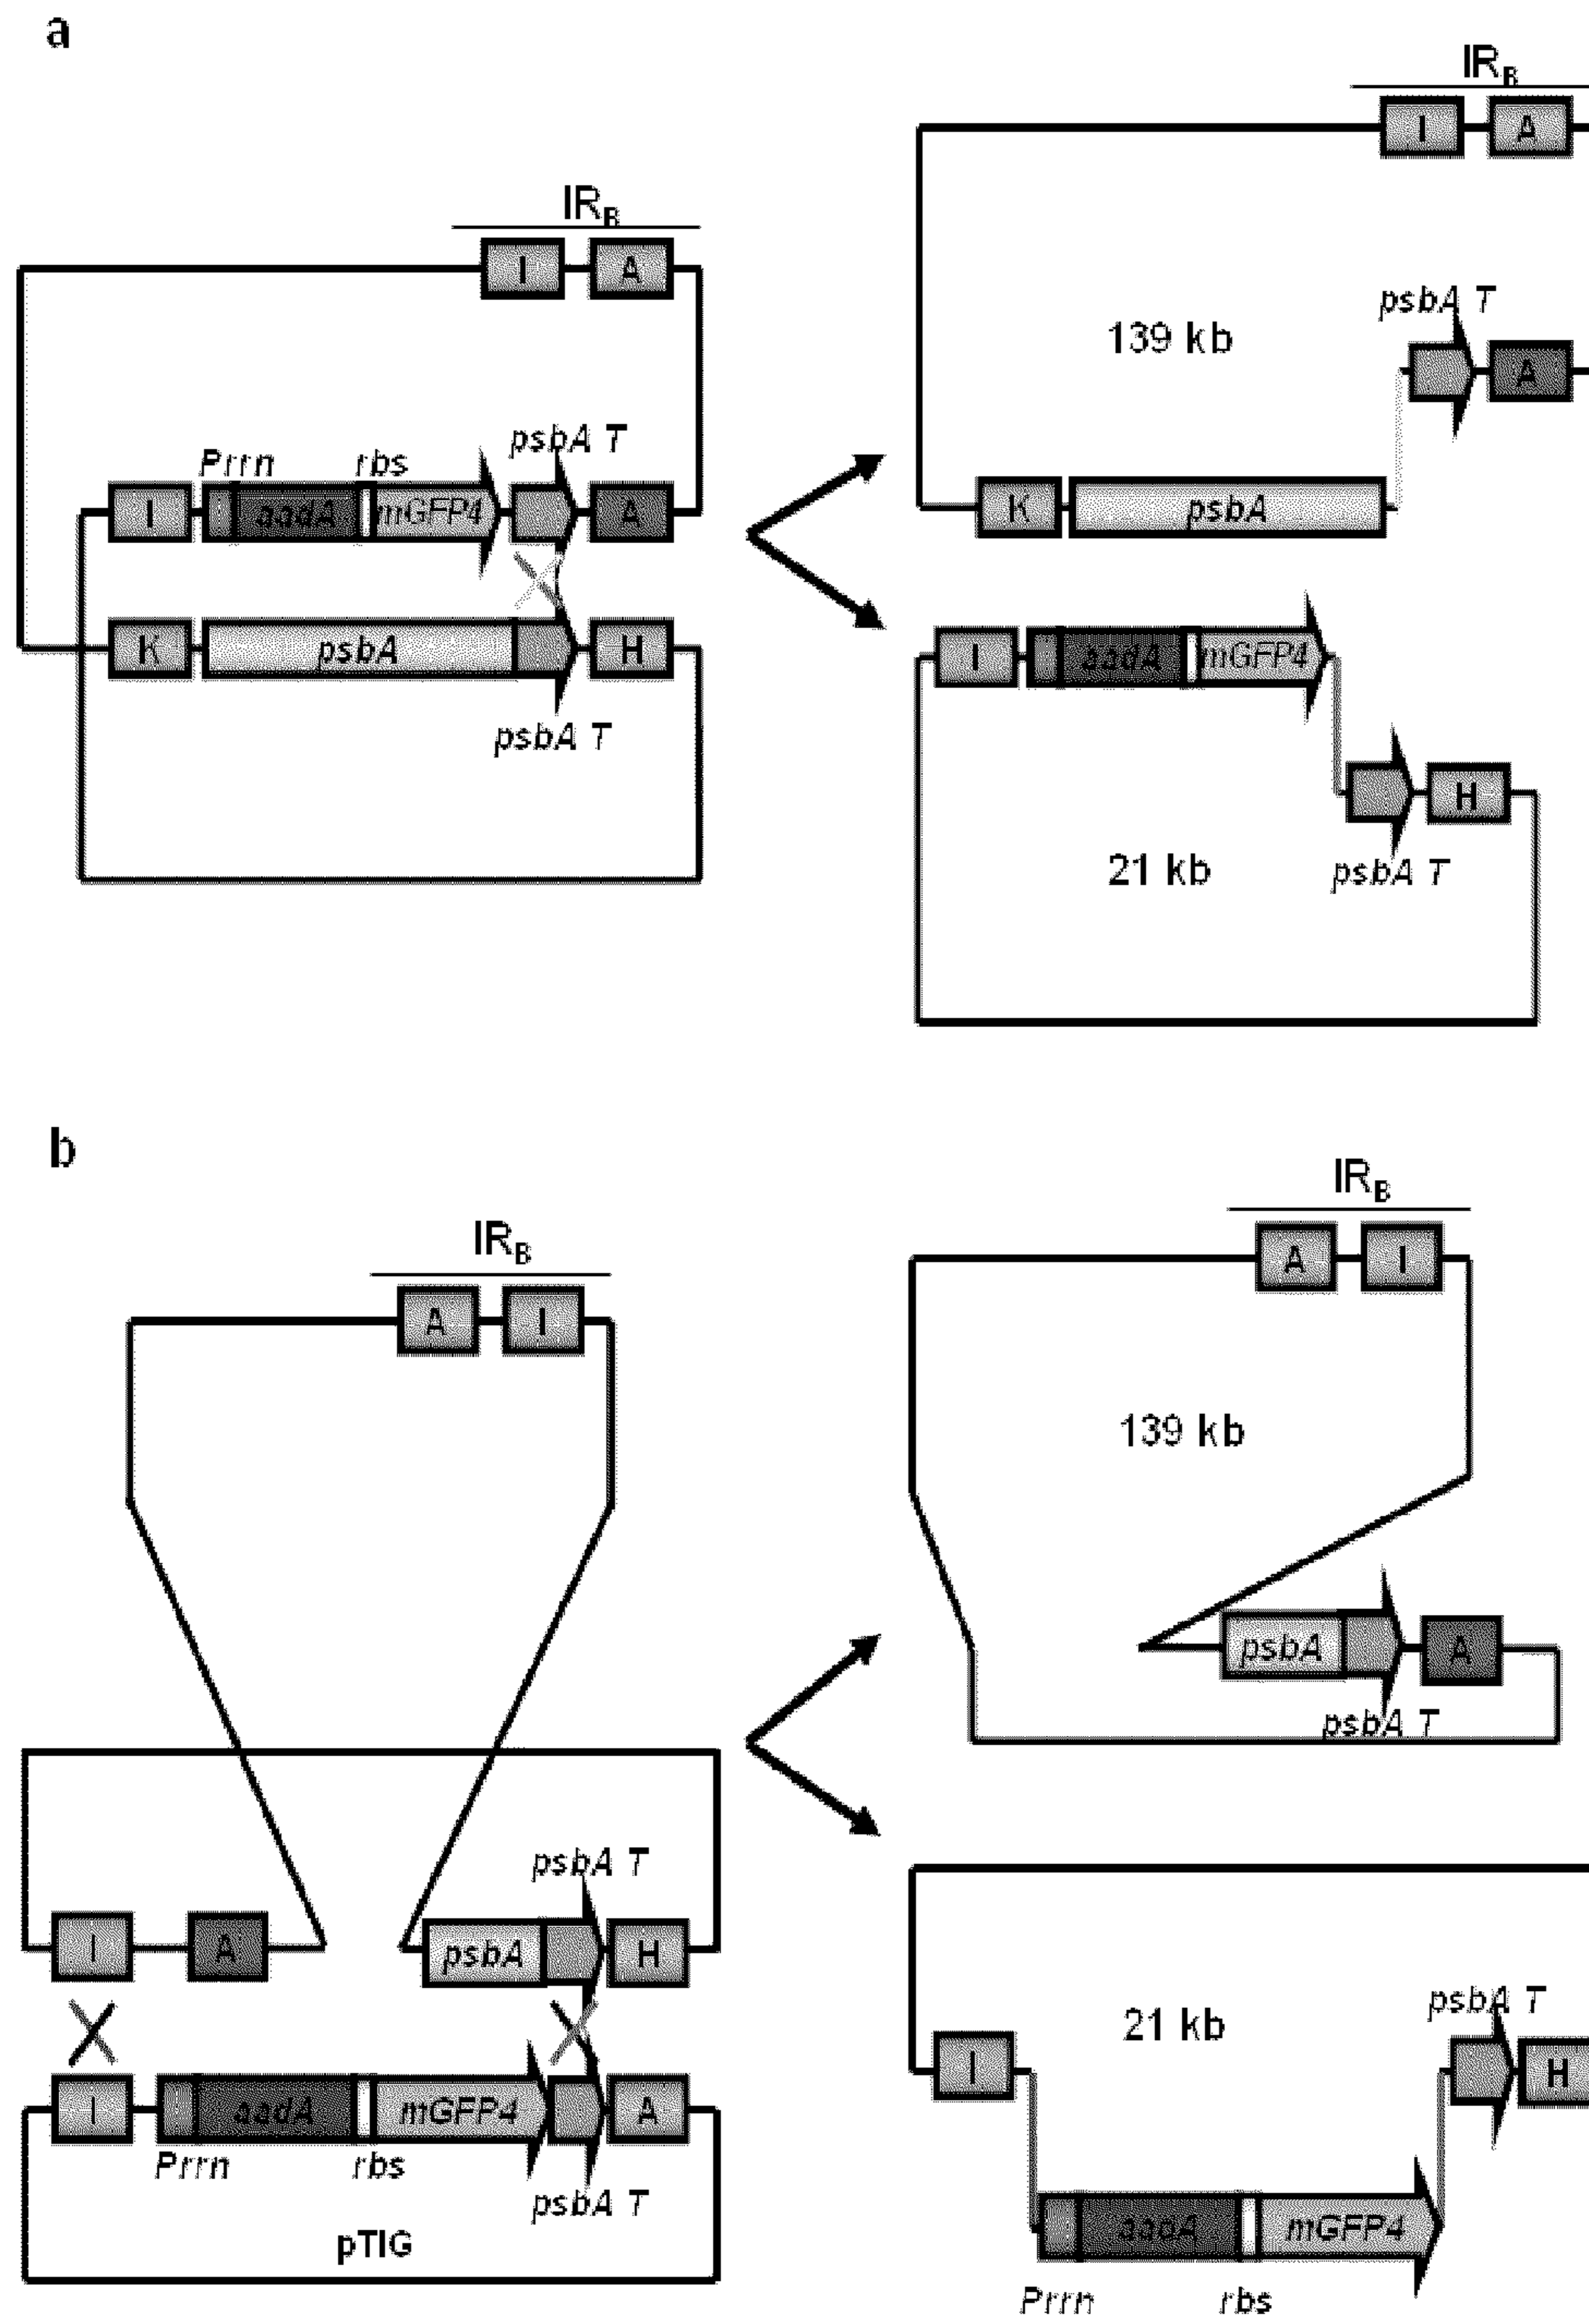 a
IRB
I A
psbA T
139 kb
A
K psbA
IRB
I A
Prrn rbs psbA T
I aadA mGFP4 A
K psbA H
psbA T
I aadA mGFP4
H
psbA T
21 kb
b
IRB
A I
139 kb
psbA A
psbA T
IRB
A I
psbA T
I A psbA H
I aadA mGFP4 A
Prrn rbs
psbA T
pTIG
psbA T
21 kb
I H
aadA mGFP4
Prrn rbs